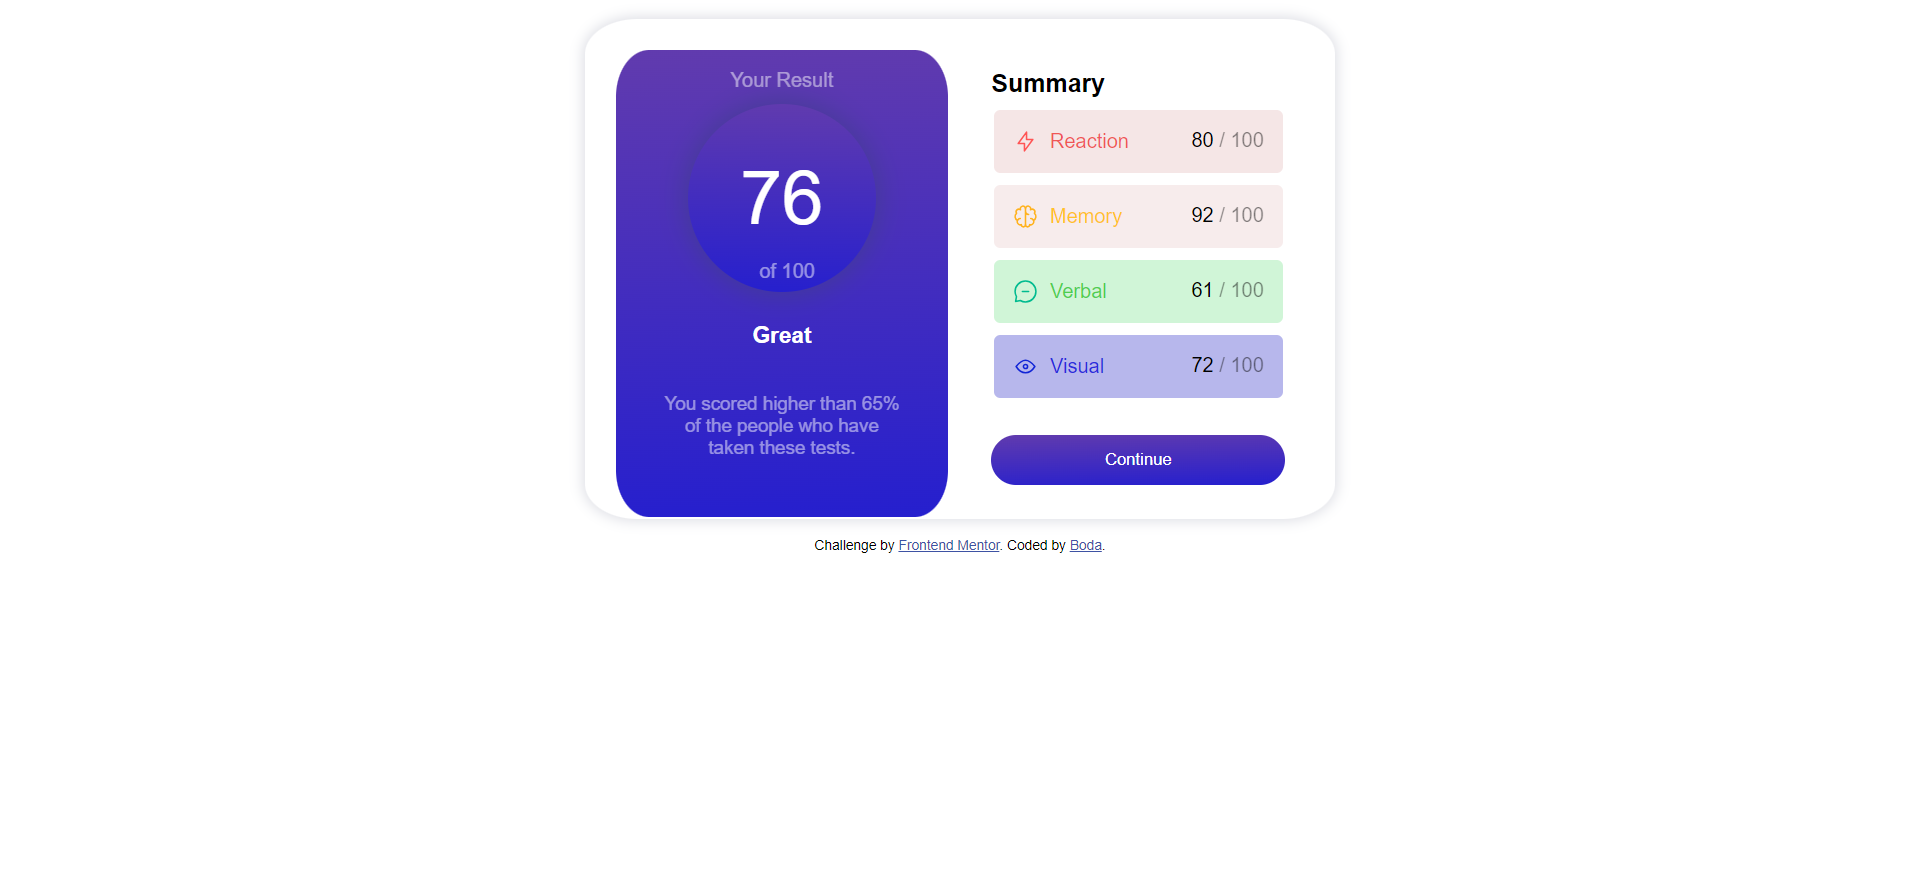 Your Result
76
of 100
Great
You scored higher than 65%
of the people who have
taken these tests.
Summary
Reaction 80 / 100
Memory 92 / 100
Verbal 61 / 100
Visual 72 / 100
Continue
Challenge by Frontend Mentor. Coded by Boda.